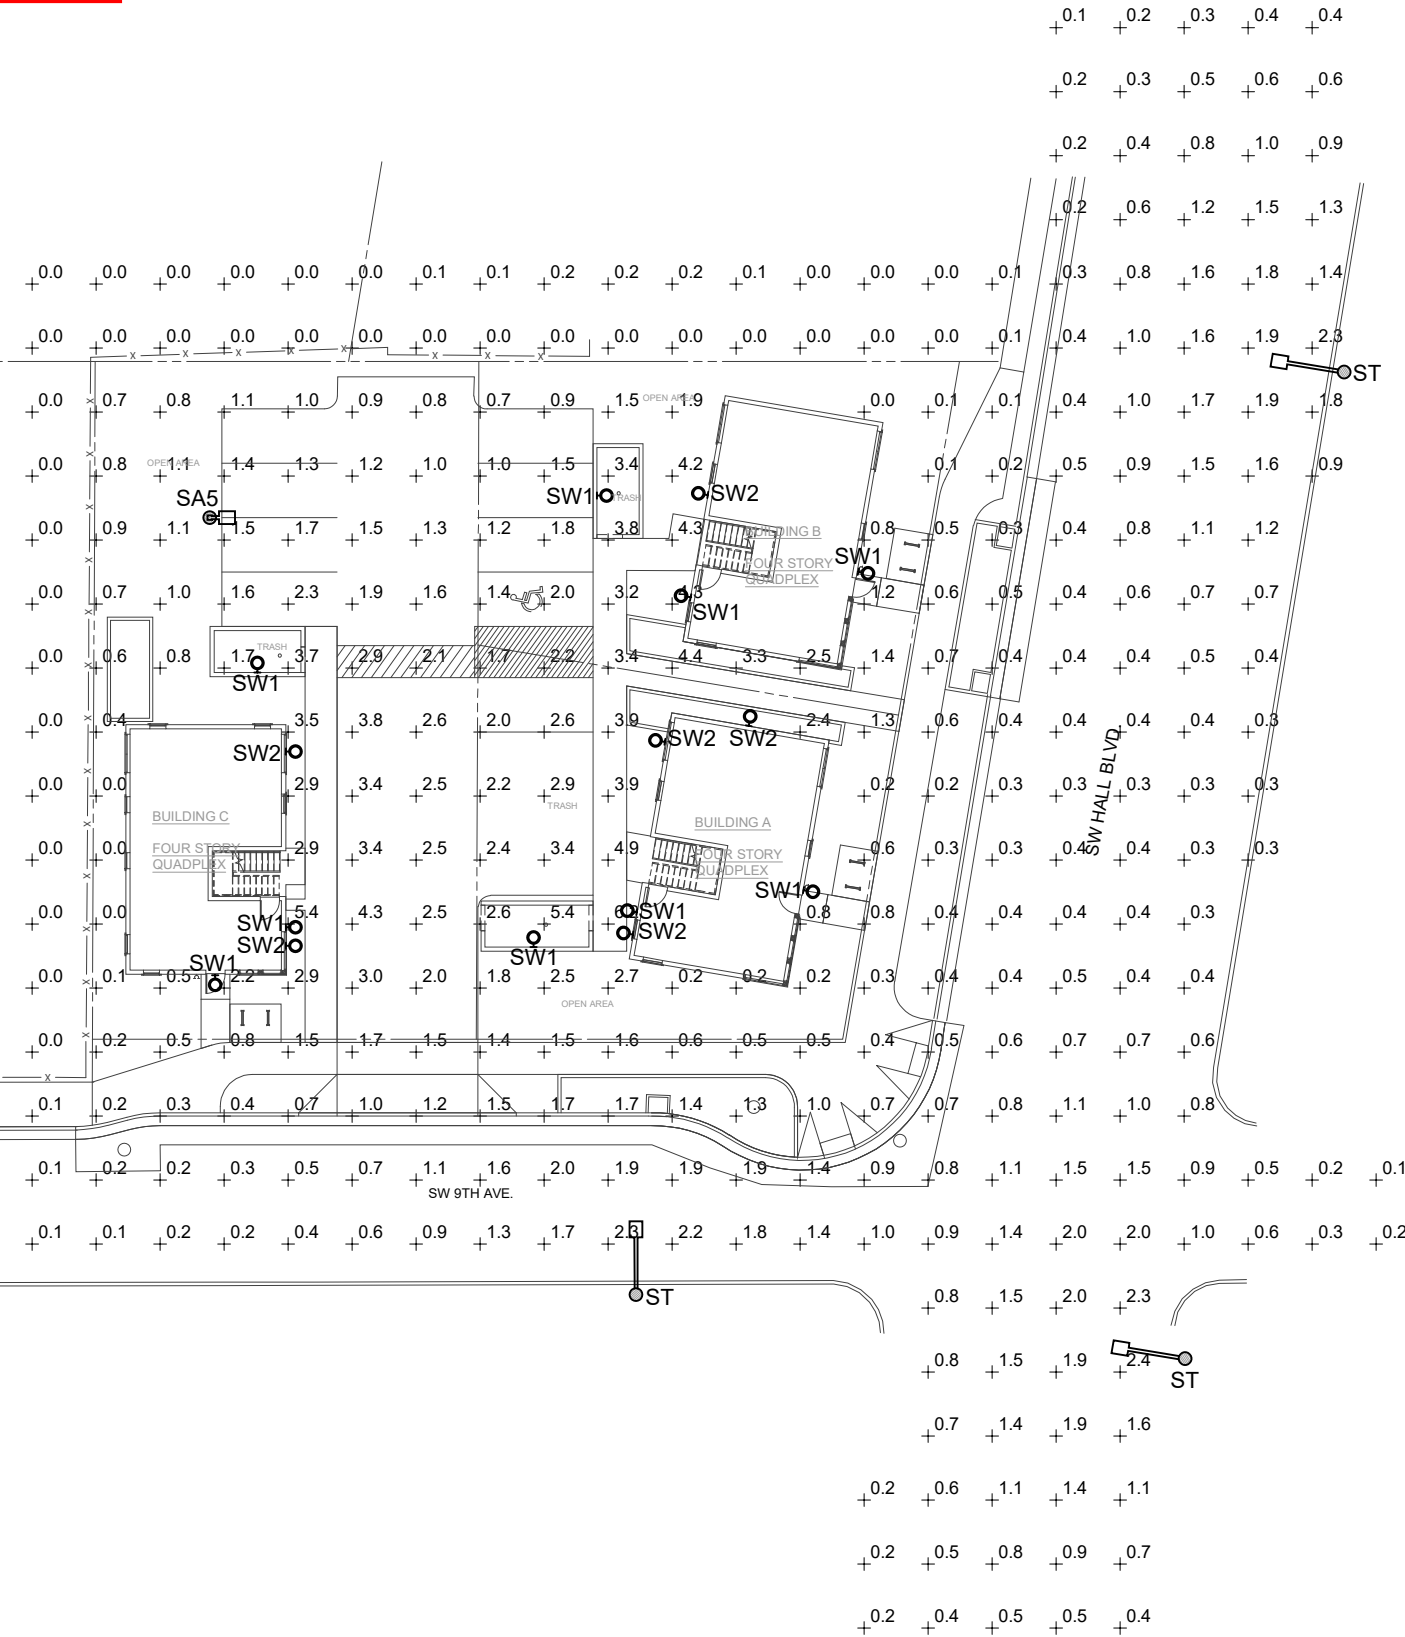 0.1 0.2 0.3 0.4 0.4
0.2 0.3 0.5 0.6 0.6
0.2 0.4 0.8 1.0 0.9
0.2 0.6 1.2 1.5 1.3
0.0 0.0 0.0 0.0 0.0 0.0 0.1 0.1 0.2 0.2 0.2 0.1 0.0 0.0 0.0 0.1 0.3 0.8 1.6 1.8 1.4
0.0 0.0 0.0 0.0 0.0 0.0 0.0 0.0 0.0 0.0 0.0 0.0 0.0 0.0 0.0 0.1 0.4 1.0 1.6 1.9 2.3
ST
0.0 0.7 0.8 1.1 1.0 0.9 0.8 0.7 0.9 1.5 OPEN AREA 1.9 0.0 0.1 0.1 0.4 1.0 1.7 1.9 1.8
0.0 0.8 OPEN AREA 1.1 1.4 1.3 1.2 1.0 1.0 1.5 3.4 4.2 0.1 0.2 0.5 0.9 1.5 1.6 0.9
SA5 SW1 TRASH SW2
0.0 0.9 1.1 1.5 1.7 1.5 1.3 1.2 1.8 3.8 4.3 BUILDING B 0.8 0.5 0.3 0.4 0.8 1.1 1.2
SW1
FOUR STORY
QUADPLEX
0.0 0.7 1.0 1.6 2.3 1.9 1.6 1.4 2.0 3.2 4.3 1.2 0.6 0.5 0.4 0.6 0.7 0.7
SW1
TRASH
0.0 0.6 0.8 1.7 3.7 2.9 2.1 1.7 2.2 3.4 4.4 3.3 2.5 1.4 0.7 0.4 0.4 0.4 0.5 0.4
SW1
0.0 0.4 3.5 3.8 2.6 2.0 2.6 3.9 2.4 1.3 0.6 0.4 0.4 0.4 0.4 0.3
SW2 SW2 SW2
SW HALL BLVD.
0.0 0.0 2.9 3.4 2.5 2.2 2.9 3.9 0.2 0.2 0.3 0.3 0.3 0.3 0.3
TRASH
BUILDING C BUILDING A
0.0 0.0 FOUR STORY 2.9 3.4 2.5 2.4 3.4 4.9 FOUR STORY 0.6 0.3 0.3 0.4 0.4 0.3 0.3
QUADPLEX QUADPLEX
SW1
0.0 0.0 5.4 4.3 2.5 2.6 5.4 SW1 0.8 0.8 0.4 0.4 0.4 0.4 0.3
SW1
SW2 SW1 SW2
SW1
0.0 0.1 0.5 2.2 2.9 3.0 2.0 1.8 2.5 2.7 0.2 0.2 0.2 0.3 0.4 0.4 0.5 0.4 0.4
OPEN AREA
0.0 0.2 0.5 0.8 1.5 1.7 1.5 1.4 1.5 1.6 0.6 0.5 0.5 0.4 0.5 0.6 0.7 0.7 0.6
0.1 0.2 0.3 0.4 0.7 1.0 1.2 1.5 1.7 1.7 1.4 1.3 1.0 0.7 0.7 0.8 1.1 1.0 0.8
0.1 0.2 0.2 0.3 0.5 0.7 1.1 1.6 2.0 1.9 1.9 1.9 1.4 0.9 0.8 1.1 1.5 1.5 0.9 0.5 0.2 0.1
SW 9TH AVE.
0.1 0.1 0.2 0.2 0.4 0.6 0.9 1.3 1.7 2.3 2.2 1.8 1.4 1.0 0.9 1.4 2.0 2.0 1.0 0.6 0.3 0.2
ST
0.8 1.5 2.0 2.3
0.8 1.5 1.9 2.4
ST
0.7 1.4 1.9 1.6
0.2 0.6 1.1 1.4 1.1
0.2 0.5 0.8 0.9 0.7
0.2 0.4 0.5 0.5 0.4